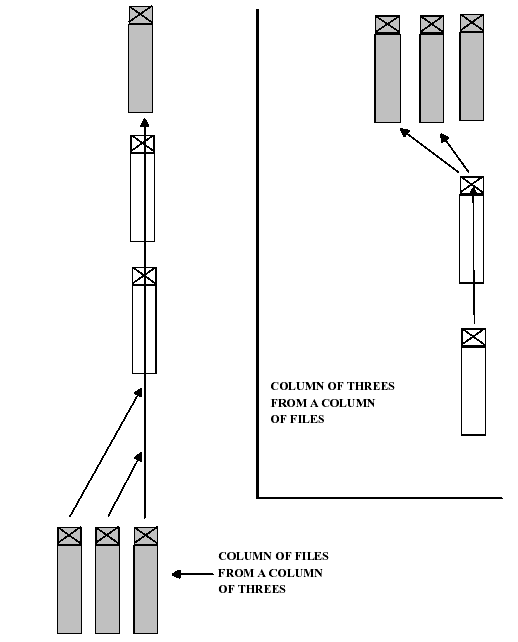 COLUMN OF THREES
FROM A COLUMN
OF FILES
COLUMN OF FILES
FROM A COLUMN
OF THREES